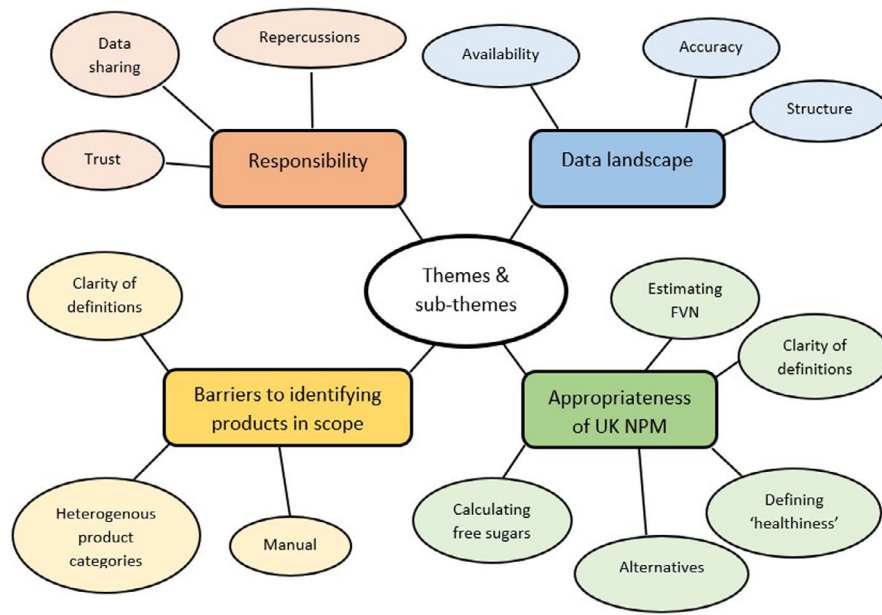 Data
sharing
Repercussions
Trust
Responsibility
Availability
Accuracy
Structure
Data landscape
Themes &
sub-themes
Clarity of
definitions
Barriers to identifying
products in scope
Heterogenous
product
categories
Manual
Estimating
FVN
Clarity of
definitions
Appropriateness
of UK NPM
Calculating
free sugars
Alternatives
Defining
‘healthiness’